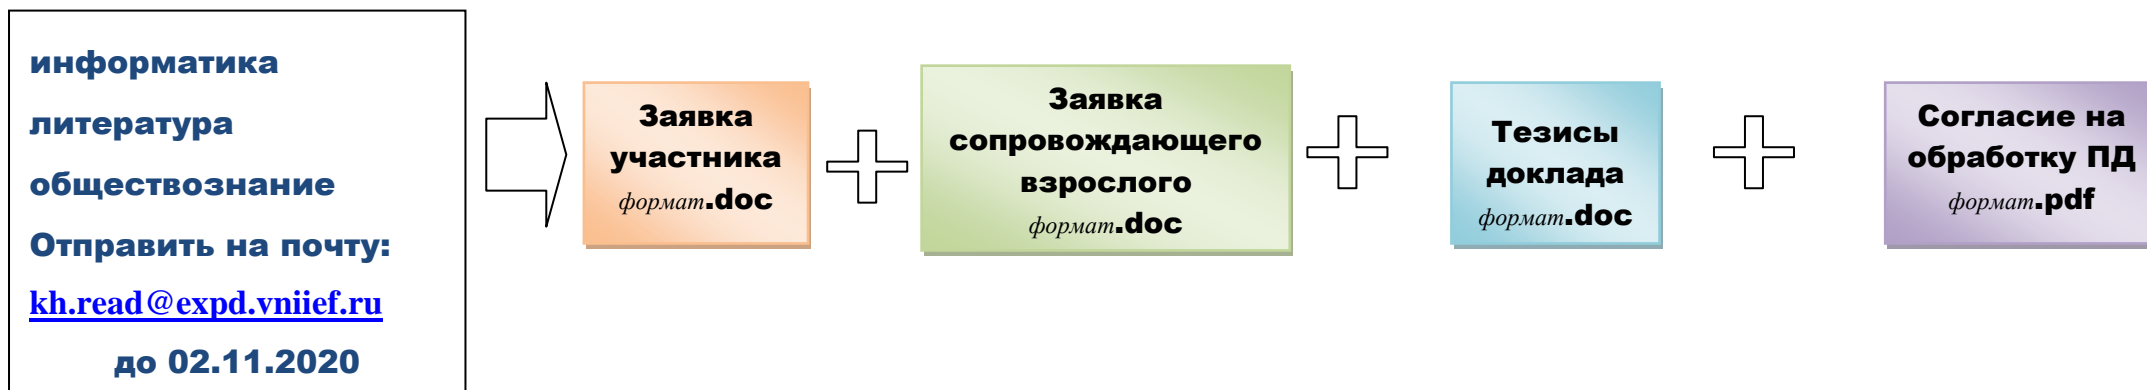 информатика
литература
обществознание
Отправить на почту:
kh.read@expd.vniief.ru
до 02.11.2020
Заявка
участника
формат.doc
Заявка
сопровождающего
взрослого
формат.doc
Тезисы
доклада
формат.doc
Согласие на
обработку ПД
формат.pdf